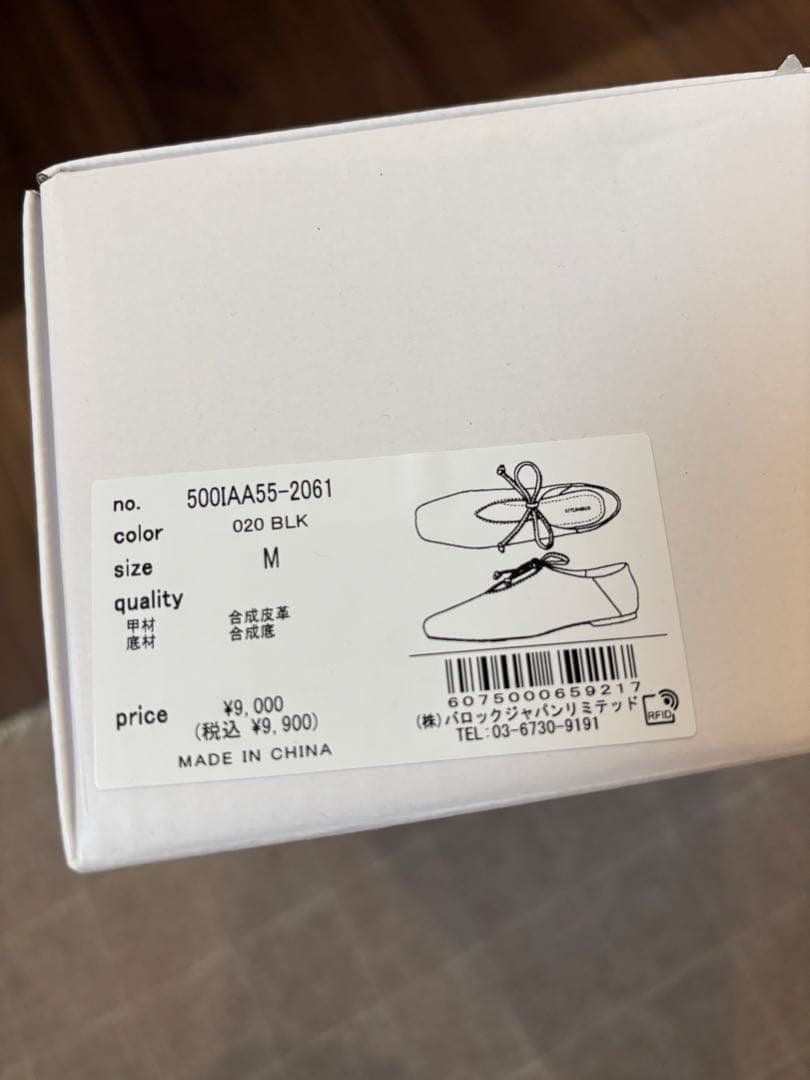 no. 500IAA55-2061
color 020 BLK
size M
quality
甲材 合成皮革
底材 合成底
price ¥9,000
(税込 ¥9,900)
MADE IN CHINA
6075000659217
(株)バロックジャパンリミテッド
TEL:03-6730-9191
RFID